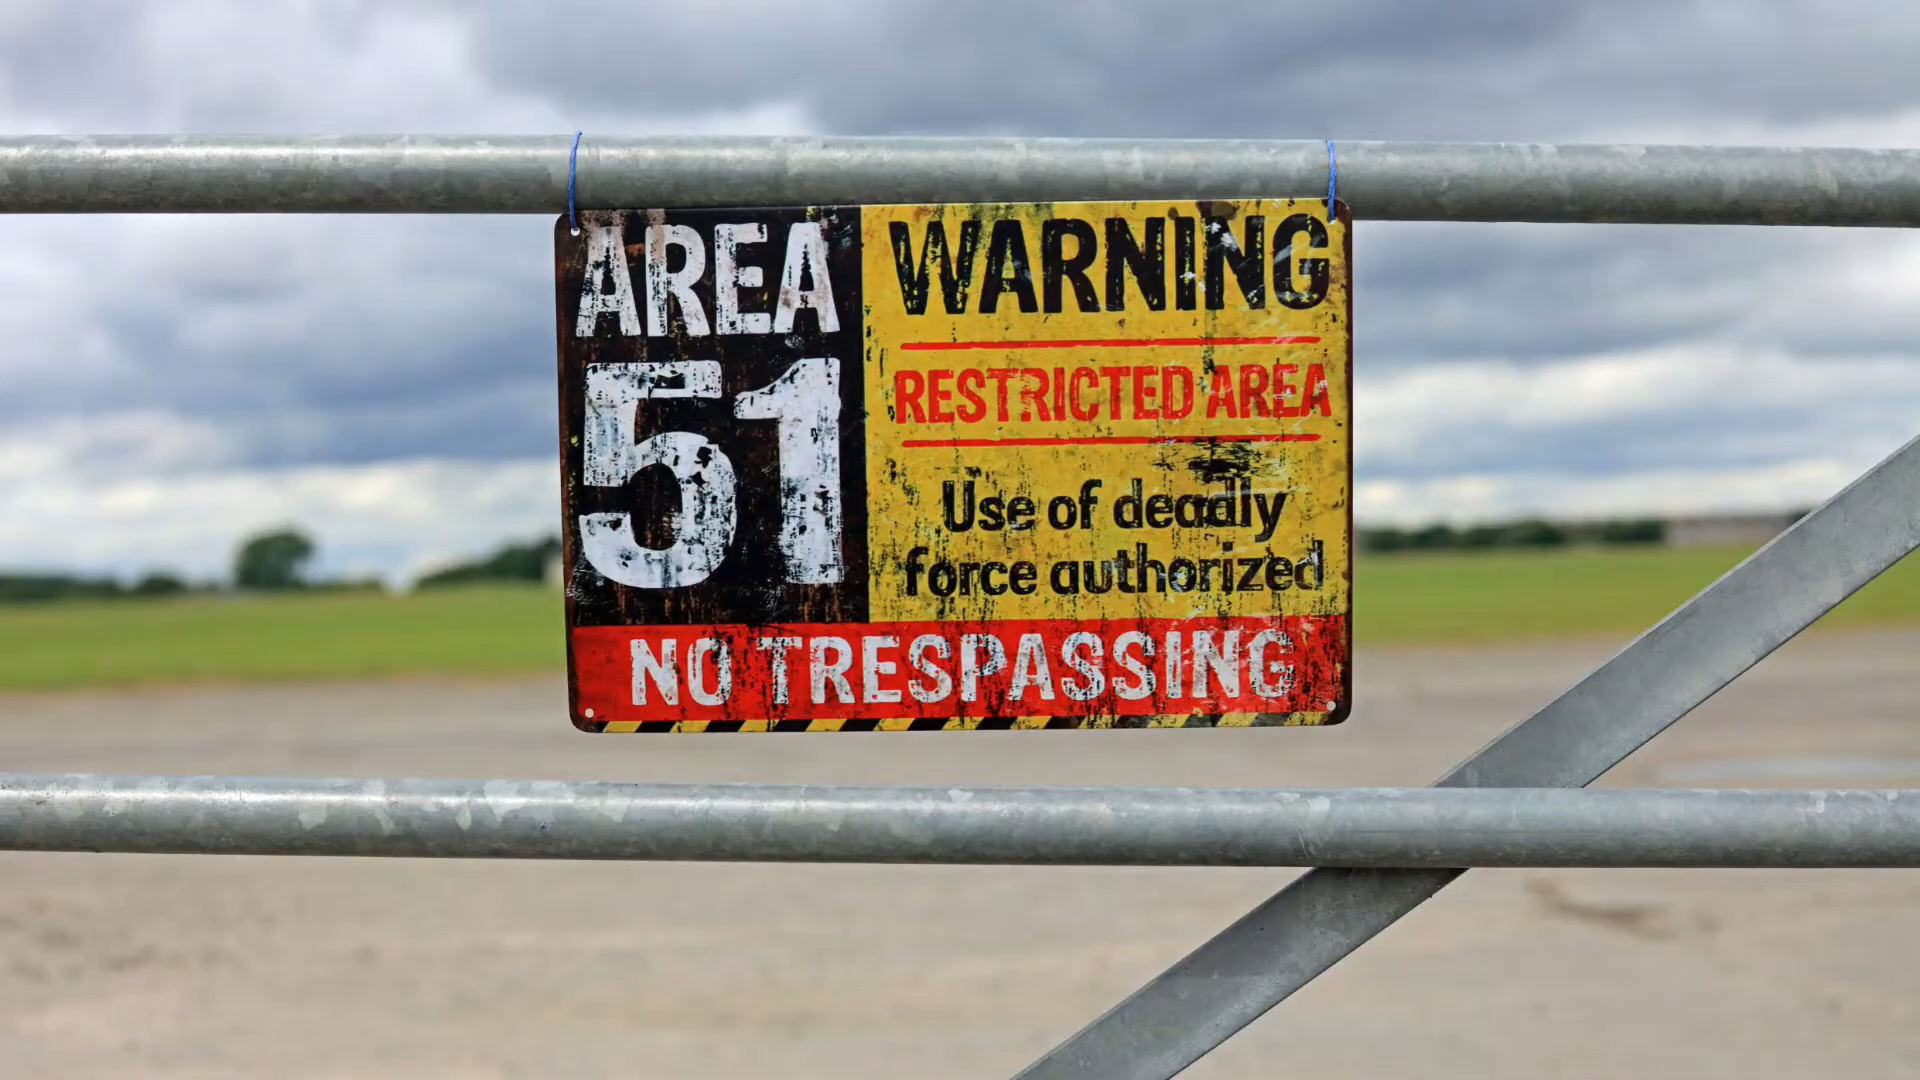 AREA
51
WARNING
RESTRICTED AREA
Use of deadly
force authorized
NO TRESPASSING